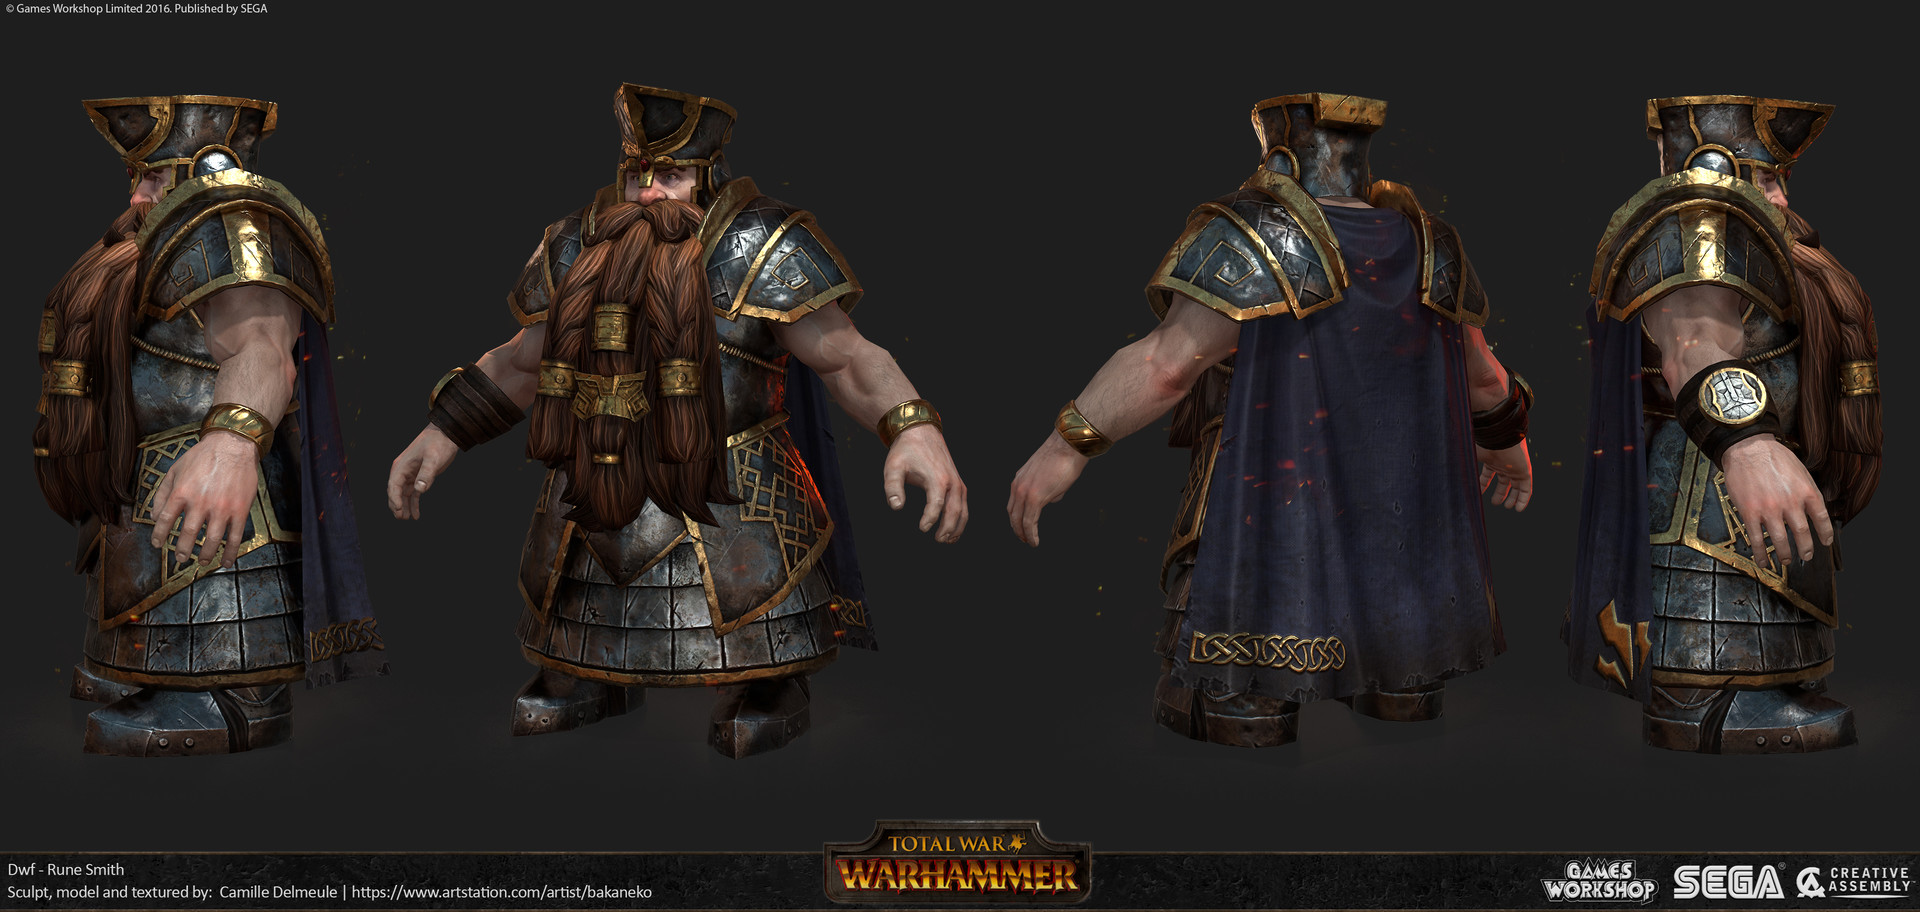 © Games Workshop Limited 2016. Published by SEGA
TOTAL WAR
WARHAMMER
Dwf - Rune Smith
Sculpt, model and textured by:  Camille Delmeule | https://www.artstation.com/artist/bakaneko
GAMES
WORKSHOP
SEGA®
CREATIVE
ASSEMBLY